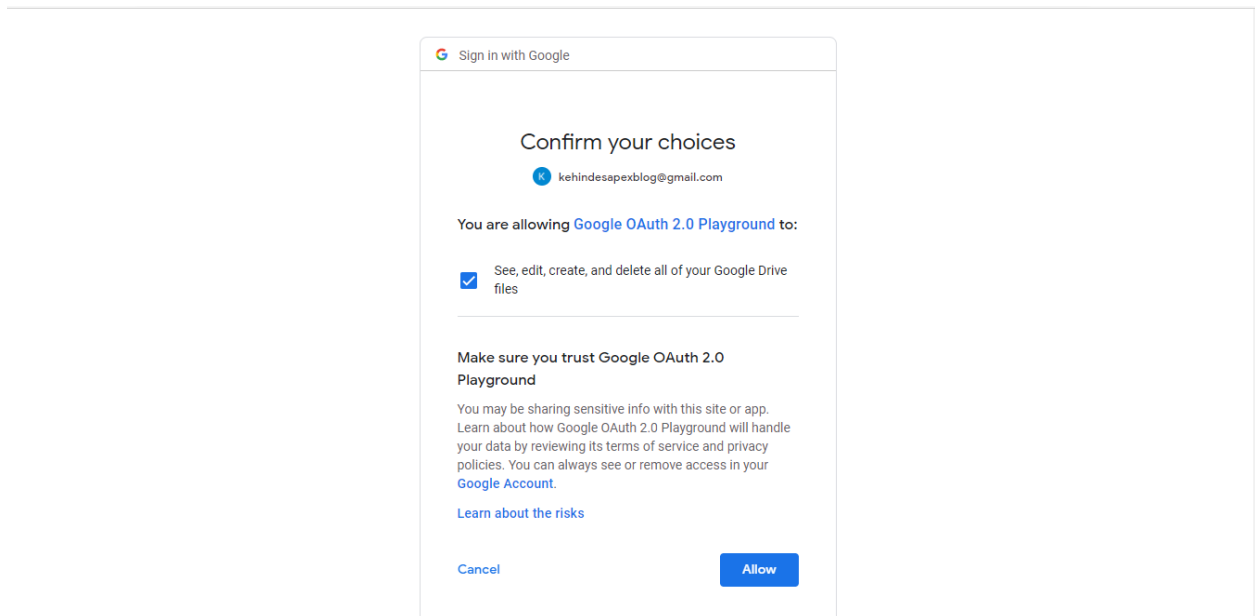 Sign in with Google
Confirm your choices
K kehindesapexblog@gmail.com
You are allowing Google OAuth 2.0 Playground to:
See, edit, create, and delete all of your Google Drive
files
Make sure you trust Google OAuth 2.0
Playground
You may be sharing sensitive info with this site or app.
Learn about how Google OAuth 2.0 Playground will handle
your data by reviewing its terms of service and privacy
policies. You can always see or remove access in your
Google Account.
Learn about the risks
Cancel Allow